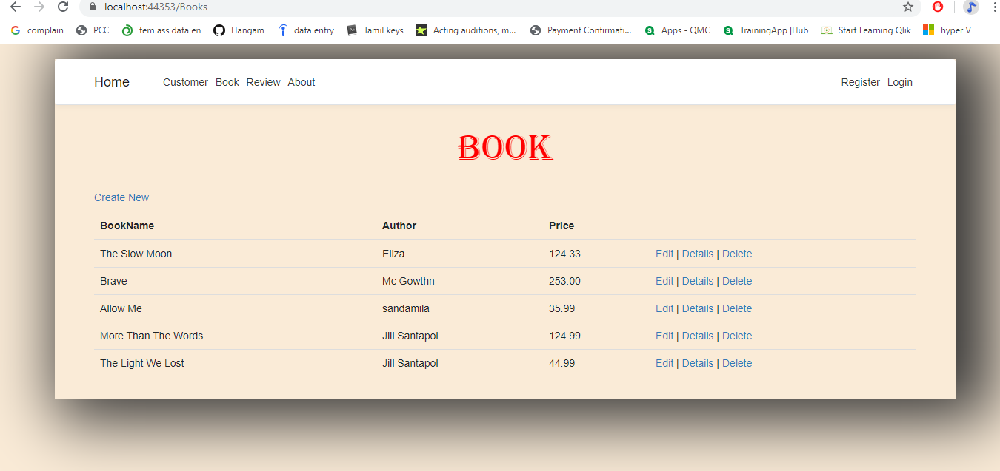 localhost:44353/Books
complain PCC tem ass data en Hangam data entry Tamil keys Acting auditions, m... Payment Confirmati... Apps - QMC TrainingApp |Hub Start Learning Qlik hyper V
Home Customer Book Review About Register Login
BOOK
Create New
BookName Author Price
The Slow Moon Eliza 124.33 Edit | Details | Delete
Brave Mc Gowthn 253.00 Edit | Details | Delete
Allow Me sandamila 35.99 Edit | Details | Delete
More Than The Words Jill Santapol 124.99 Edit | Details | Delete
The Light We Lost Jill Santapol 44.99 Edit | Details | Delete